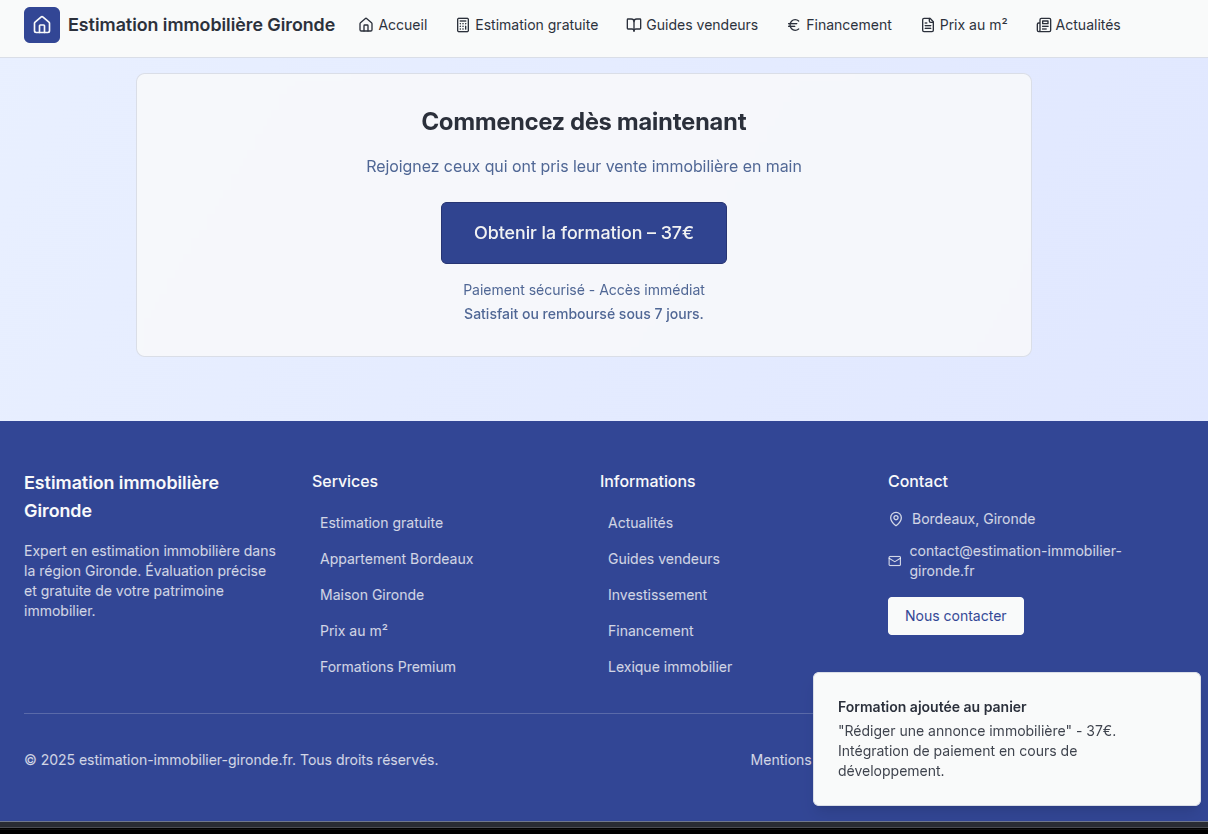 Estimation immobilière Gironde
Accueil
Estimation gratuite
Guides vendeurs
Financement
Prix au m²
Actualités
Commencez dès maintenant
Rejoignez ceux qui ont pris leur vente immobilière en main
Obtenir la formation – 37€
Paiement sécurisé - Accès immédiat
Satisfait ou remboursé sous 7 jours.
Estimation immobilière
Gironde
Expert en estimation immobilière dans
la région Gironde. Évaluation précise
et gratuite de votre patrimoine
immobilier.
Services
Estimation gratuite
Appartement Bordeaux
Maison Gironde
Prix au m²
Formations Premium
Informations
Actualités
Guides vendeurs
Investissement
Financement
Lexique immobilier
Contact
Bordeaux, Gironde
contact@estimation-immobilier-
gironde.fr
Nous contacter
© 2025 estimation-immobilier-gironde.fr. Tous droits réservés.
Mentions
Formation ajoutée au panier
"Rédiger une annonce immobilière" - 37€.
Intégration de paiement en cours de
développement.